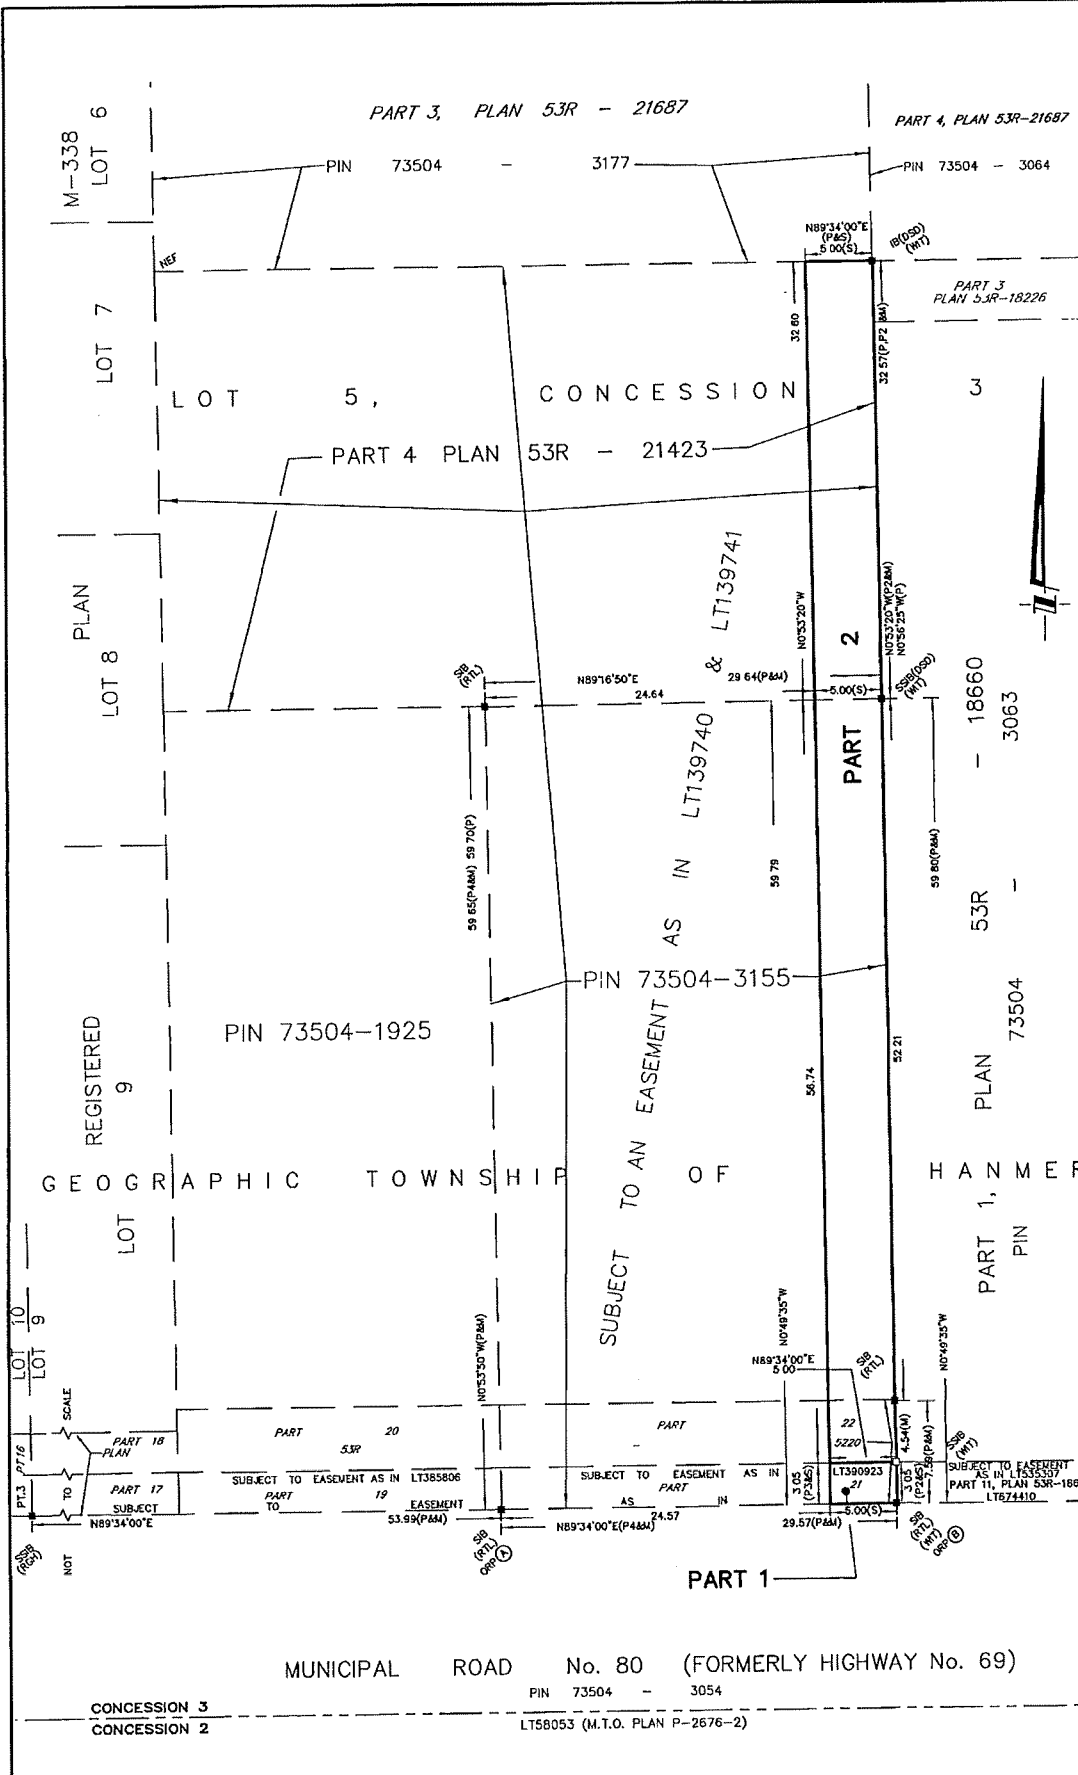 PART 3, PLAN 53R - 21687
PART 4, PLAN 53R-21687
M-338
LOT 6
PIN 73504 - 3177
PIN 73504 - 3064
N89°34'00"E
(P&S)
5.00(S)
IB(DSD)
(WIT)
NEF
PART 3
PLAN 53R-18226
LOT 7
32.60
32.57(P,P2 &M)
LOT 5, CONCESSION 3
PART 4 PLAN 53R - 21423
PLAN
LOT 8
N0°53'20"W
2
N0°53'20"W(P2&M)
N0°56'25"W(P)
SIB
(RTL)
N89°16'50"E
24.64
29.64(P&M)
5.00(S)
SSIB(DSD)
(WIT)
PART
59.65(P4&M) 59.70(P)
59.79
59.80(P&M)
SUBJECT TO AN EASEMENT AS IN LT139740 & LT139741
PART 1, PLAN 53R - 18660
PIN 73504 - 3063
PIN 73504-3155
PIN 73504-1925
REGISTERED
LOT 9
56.74
52.21
GEOGRAPHIC TOWNSHIP OF HANMER
LOT 10
LOT 9
N0°53'50"W(P&M)
N0°49'35"W
N89°34'00"E
5.00
SIB
(RTL)
N0°49'35"W
SCALE
PART 18
PLAN
PT.16
PART 20
53R
PART
-
22
5220
4.54(M)
7.59(P&M)
SSIB
(WIT)
PT.3
TO
PART 17
SUBJECT
SUBJECT TO EASEMENT AS IN LT385806
PART 19
TO EASEMENT
SUBJECT TO EASEMENT AS IN
PART
AS IN
3.05
(P3&S)
LT390923
21
3.05
(P2&S)
SUBJECT TO EASEMENT
AS IN LT535307
PART 11, PLAN 53R-186
LT674410
N89°34'00"E
53.99(P&M)
N89°34'00"E(P4&M)
24.57
29.57(P&M)
5.00(S)
SSIB
(RGH)
NOT
SIB
(RTL)
ORP Ⓐ
SIB
(RTL)
(WIT)
ORP Ⓑ
PART 1
MUNICIPAL ROAD No. 80 (FORMERLY HIGHWAY No. 69)
PIN 73504 - 3054
CONCESSION 3
CONCESSION 2
LT58053 (M.T.O. PLAN P-2676-2)